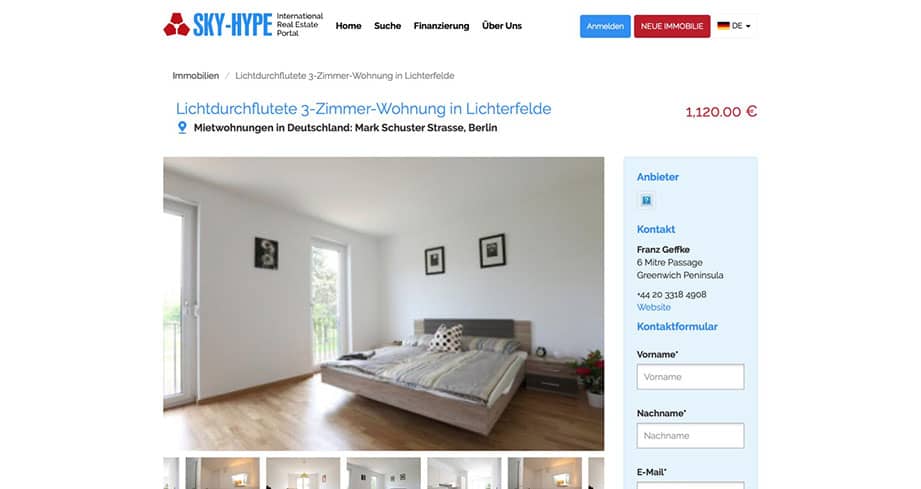 SKY-HYPE
International
Real Estate
Portal
Home Suche Finanzierung Über Uns
Anmelden
NEUE IMMOBILIE
DE
Immobilien / Lichtdurchflutete 3-Zimmer-Wohnung in Lichterfelde
Lichtdurchflutete 3-Zimmer-Wohnung in Lichterfelde
1,120.00 €
Mietwohnungen in Deutschland: Mark Schuster Strasse, Berlin
Anbieter
?
Kontakt
Franz Geffke
6 Mitre Passage
Greenwich Peninsula
+44 20 3318 4908
Website
Kontaktformular
Vorname*
Vorname
Nachname*
Nachname
E-Mail*